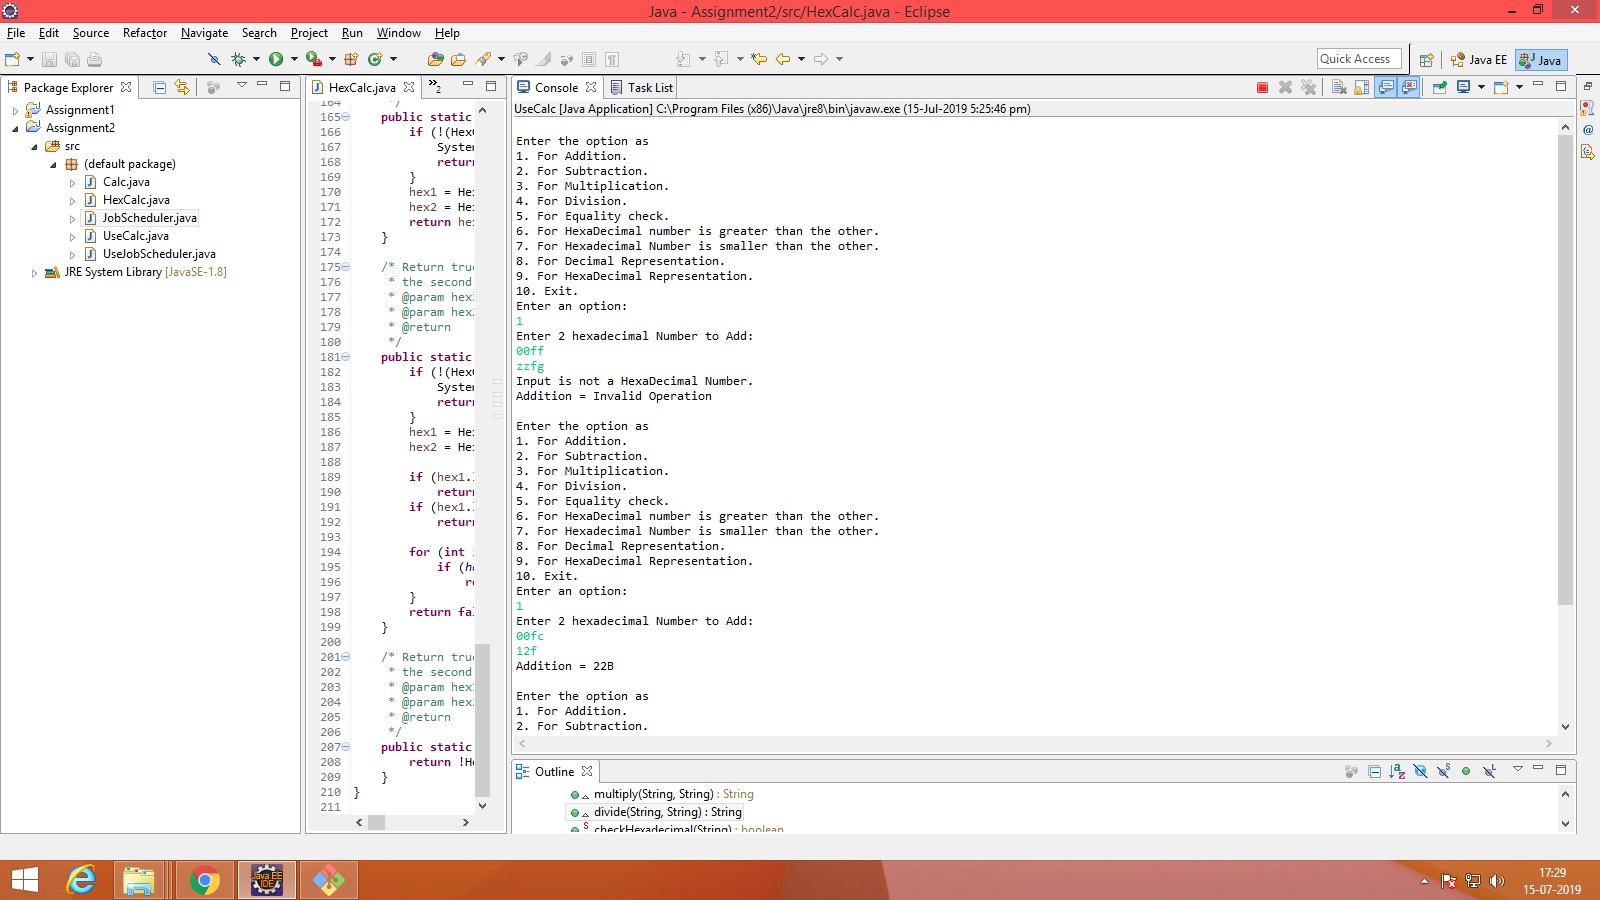 Java - Assignment2/src/HexCalc.java - Eclipse
File Edit Source Refactor Navigate Search Project Run Window Help
Quick Access Java EE Java
Package Explorer
Assignment1
Assignment2
src
(default package)
Calc.java
HexCalc.java
JobScheduler.java
UseCalc.java
UseJobScheduler.java
JRE System Library [JavaSE-1.8]
HexCalc.java 2
164 */
165 public static
166 if (!(Hex
167 System
168 return
169 }
170 hex1 = He
171 hex2 = He
172 return he
173 }
174
175 /* Return tru
176 * the second
177 * @param hex
178 * @param hex
179 * @return
180 */
181 public static
182 if (!(Hex
183 System
184 return
185 }
186 hex1 = He
187 hex2 = He
188
189 if (hex1.
190 return
191 if (hex1.
192 return
193
194 for (int
195 if (h
196 re
197 }
198 return fa
199 }
200
201 /* Return tru
202 * the second
203 * @param hex
204 * @param hex
205 * @return
206 */
207 public static
208 return !H
209 }
210 }
211
Console Task List
UseCalc [Java Application] C:\Program Files (x86)\Java\jre8\bin\javaw.exe (15-Jul-2019 5:25:46 pm)
Enter the option as
1. For Addition.
2. For Subtraction.
3. For Multiplication.
4. For Division.
5. For Equality check.
6. For HexaDecimal number is greater than the other.
7. For Hexadecimal Number is smaller than the other.
8. For Decimal Representation.
9. For HexaDecimal Representation.
10. Exit.
Enter an option:
1
Enter 2 hexadecimal Number to Add:
00ff
zzfg
Input is not a HexaDecimal Number.
Addition = Invalid Operation
Enter the option as
1. For Addition.
2. For Subtraction.
3. For Multiplication.
4. For Division.
5. For Equality check.
6. For HexaDecimal number is greater than the other.
7. For Hexadecimal Number is smaller than the other.
8. For Decimal Representation.
9. For HexaDecimal Representation.
10. Exit.
Enter an option:
1
Enter 2 hexadecimal Number to Add:
00fc
12f
Addition = 22B
Enter the option as
1. For Addition.
2. For Subtraction.
Outline
multiply(String, String) : String
divide(String, String) : String
checkHexadecimal(String) : boolean
Java EE
IDE
17:29
15-07-2019